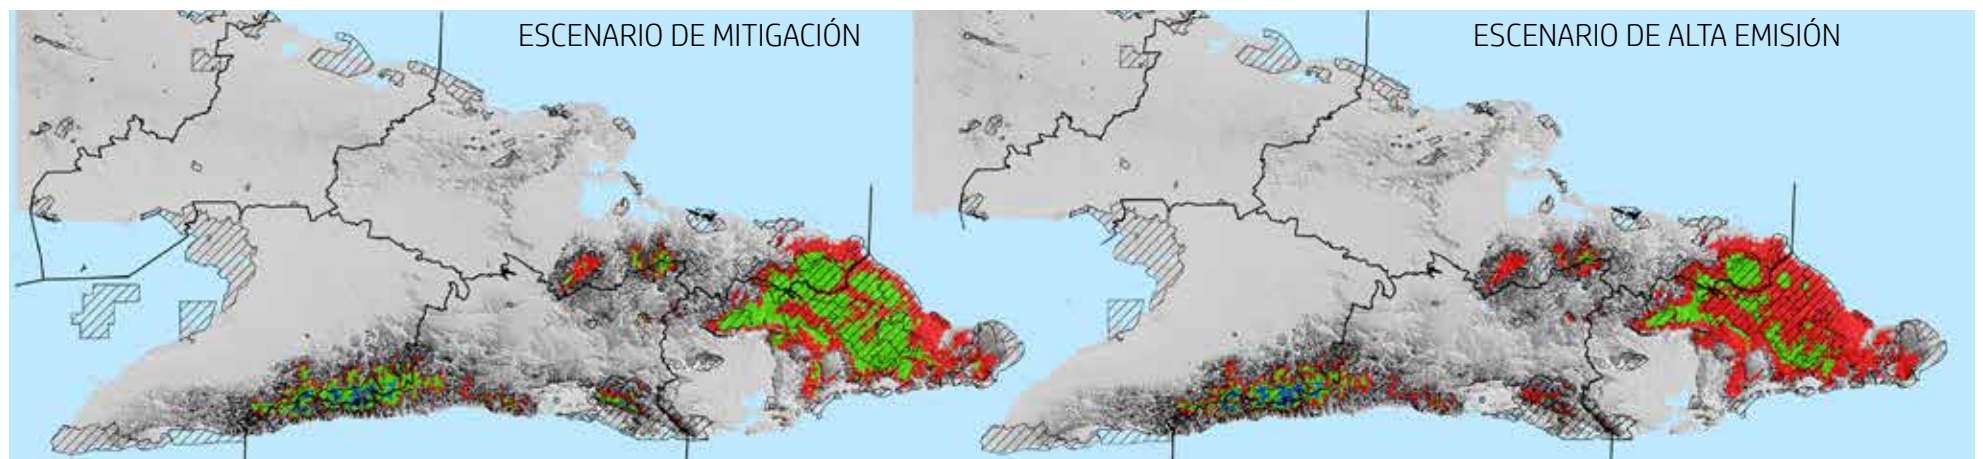 ESCENARIO DE MITIGACIÓN
ESCENARIO DE ALTA EMISIÓN